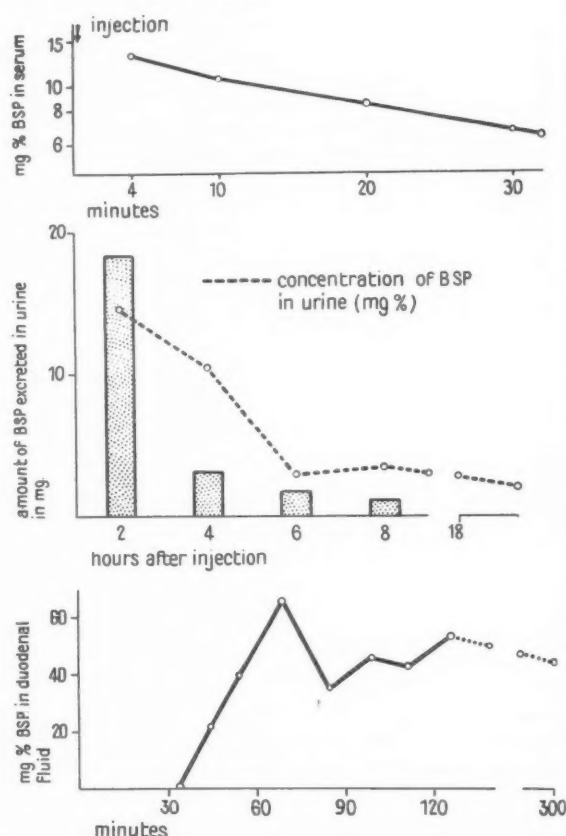 injection
mg % BSP in serum
15
10
8
6
4 10 20 30
minutes
20
10
amount of BSP excreted in urine
in mg.
concentration of BSP
in urine (mg %)
2 4 6 8 18
hours after injection
mg % BSP in duodenal
fluid
60
40
20
30 60 90 120 300
minutes